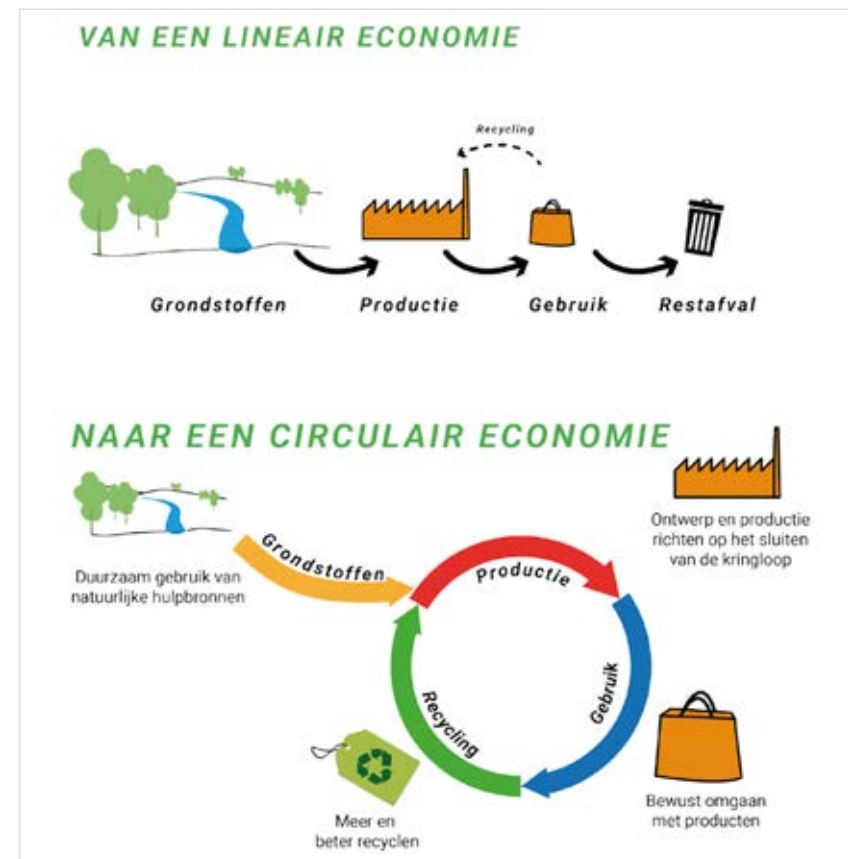 VAN EEN LINEAIR ECONOMIE
Recycling
Grondstoffen
Productie
Gebruik
Restafval
NAAR EEN CIRCULAIR ECONOMIE
Ontwerp en productie
richten op het sluiten
van de kringloop
Duurzaam gebruik van
natuurlijke hulpbronnen
Grondstoffen
Productie
Gebruik
Recycling
Meer en
beter recyclen
Bewust omgaan
met producten